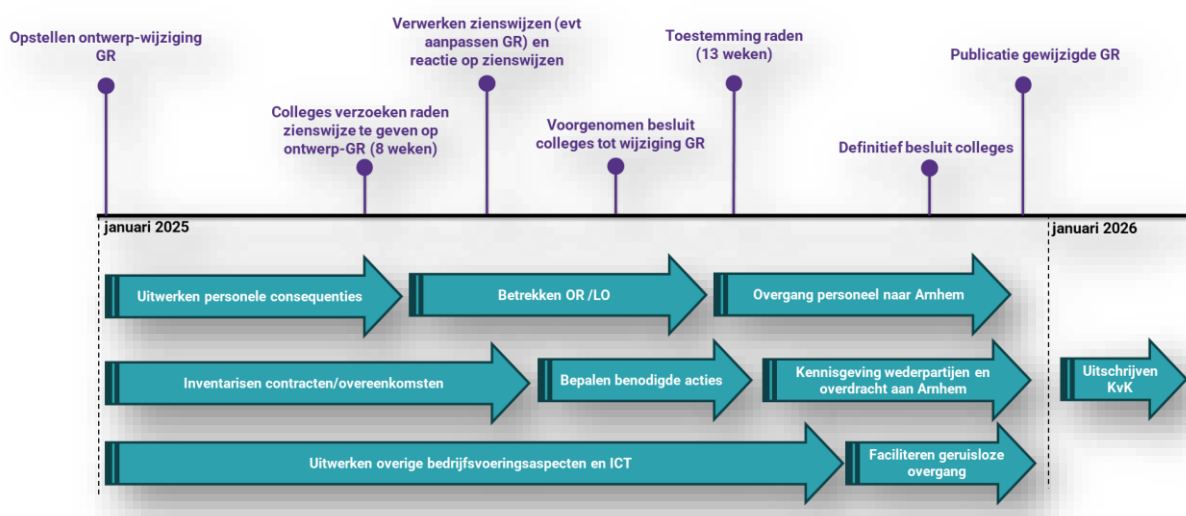 Opstellen ontwerp-wijziging
GR
Colleges verzoeken raden
zienswijze te geven op
ontwerp-GR (8 weken)
Verwerken zienswijzen (evt
aanpassen GR) en
reactie op zienswijzen
Voorgenomen besluit
colleges tot wijziging GR
Toestemming raden
(13 weken)
Definitief besluit colleges
Publicatie gewijzigde GR
januari 2025
januari 2026
Uitwerken personele consequenties
Betrekken OR /LO
Overgang personeel naar Arnhem
Inventarisen contracten/overeenkomsten
Bepalen benodigde acties
Kennisgeving wederpartijen en
overdracht aan Arnhem
Uitschrijven
KvK
Uitwerken overige bedrijfsvoeringsaspecten en ICT
Faciliteren geruisloze
overgang